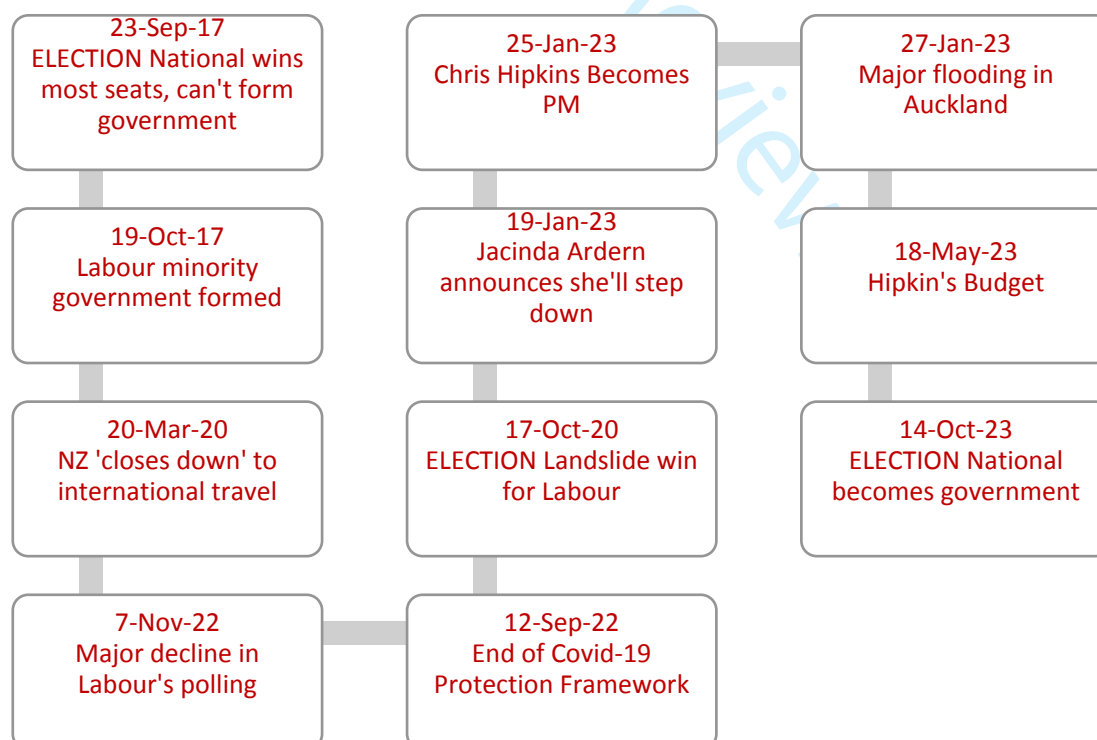 23-Sep-17
ELECTION National wins
most seats, can't form
government
19-Oct-17
Labour minority
government formed
20-Mar-20
NZ 'closes down' to
international travel
7-Nov-22
Major decline in
Labour's polling
12-Sep-22
End of Covid-19
Protection Framework
17-Oct-20
ELECTION Landslide win
for Labour
19-Jan-23
Jacinda Ardern
announces she'll step
down
25-Jan-23
Chris Hipkins Becomes
PM
27-Jan-23
Major flooding in
Auckland
18-May-23
Hipkin's Budget
14-Oct-23
ELECTION National
becomes government